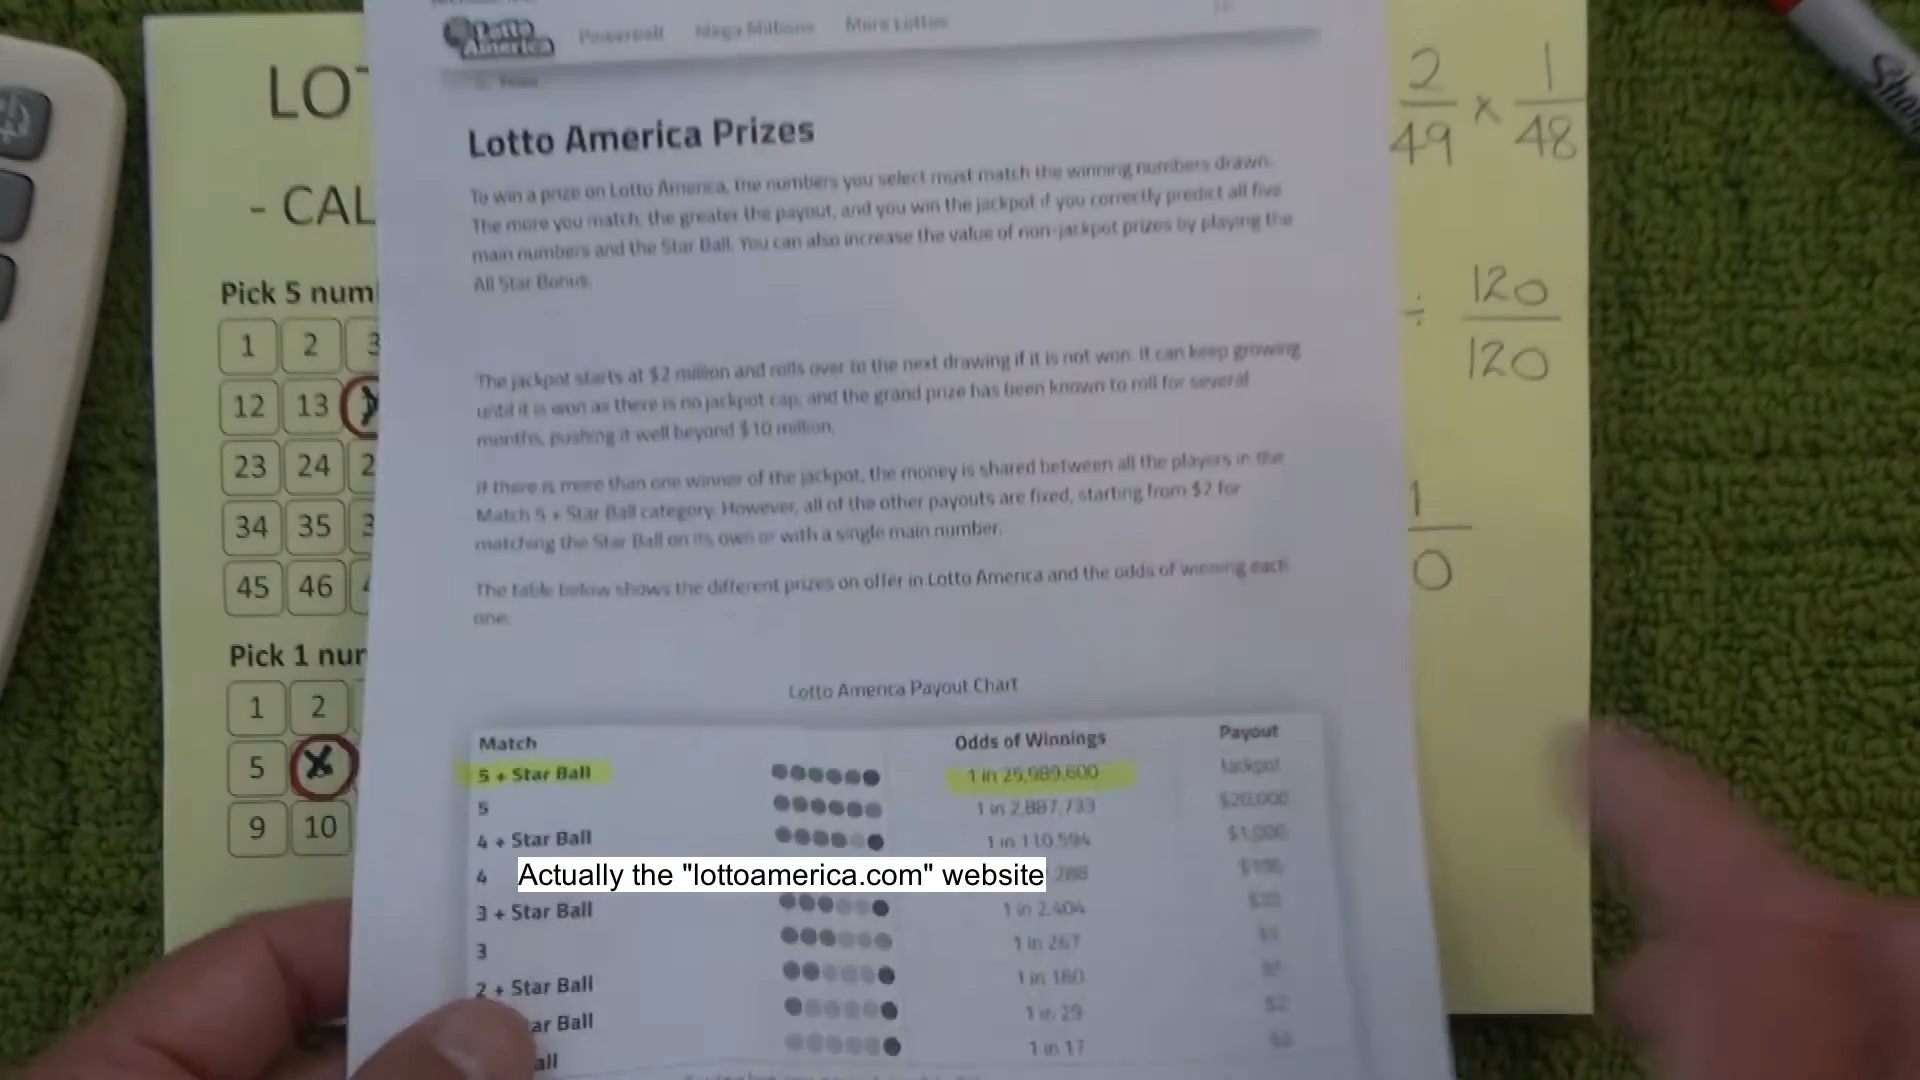 Lotto
America
Powerball Mega Millions More Lottos
Lotto America Prizes
To win a prize on Lotto America, the numbers you select must match the winning numbers drawn.
The more you match, the greater the payout, and you win the jackpot if you correctly predict all five
main numbers and the Star Ball. You can also increase the value of non-jackpot prizes by playing the
All Star Bonus.
The jackpot starts at $2 million and rolls over to the next drawing if it is not won. It can keep growing
until it is won as there is no jackpot cap, and the grand prize has been known to roll for several
months, pushing it well beyond $10 million.
If there is more than one winner of the jackpot, the money is shared between all the players in the
Match 5 + Star Ball category. However, all of the other payouts are fixed, starting from $2 for
matching the Star Ball on its own or with a single main number.
The table below shows the different prizes on offer in Lotto America and the odds of winning each
one.
Lotto America Payout Chart
Match Odds of Winnings Payout
5 + Star Ball 1 in 25,989,600 Jackpot
5 1 in 2,887,733 $20,000
4 + Star Ball 1 in 110,594 $1,000
4 288
Actually the "lottoamerica.com" website
3 + Star Ball 1 in 2,404
3 1 in 267
2 + Star Ball 1 in 160
ar Ball 1 in 29 $2
all 1 in 17
LO
- CAL
Pick 5 num
1 2 3
12 13
23 24 2
34 35 3
45 46 4
Pick 1 nur
1 2
5
9 10
2/49 × 1/48
÷ 120/120
1
0
Sharp